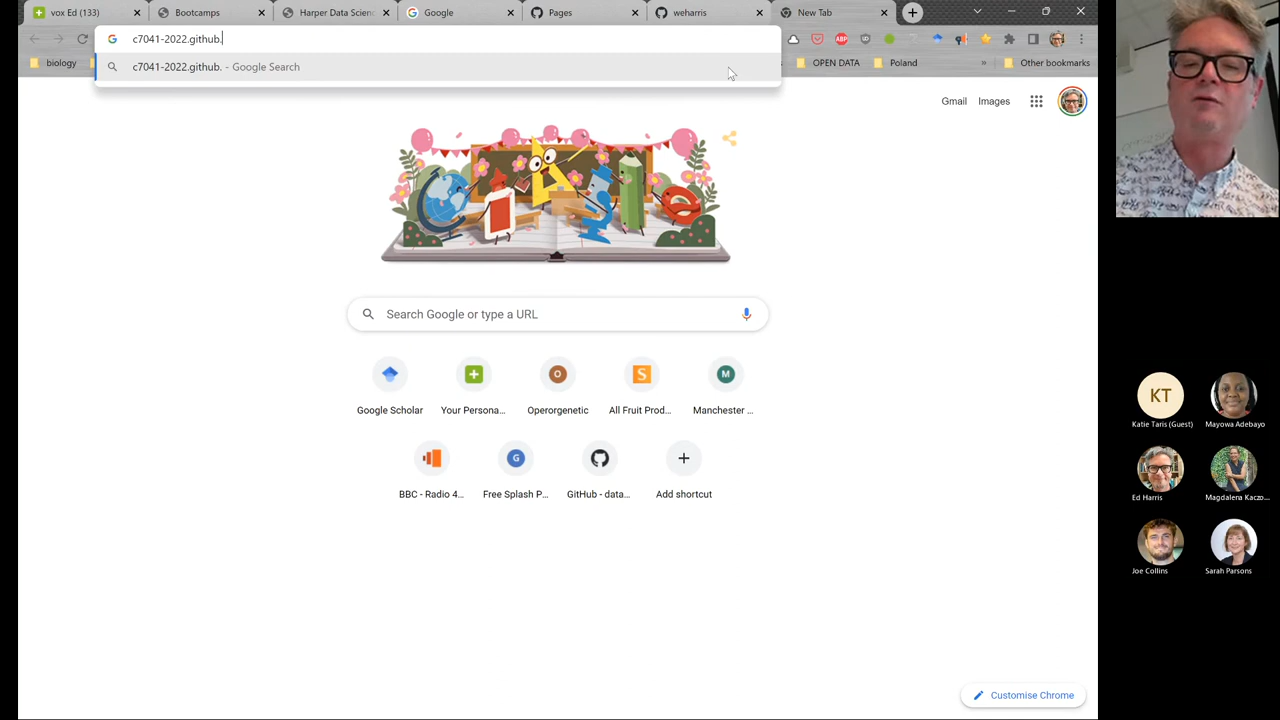 vox Ed (133)
Bootcamps
Harper Data Scienc
Google
Pages
weharris
New Tab
c7041-2022.github.
biology
OPEN DATA
Poland
»
Other bookmarks
c7041-2022.github. - Google Search
Gmail
Images
Search Google or type a URL
Google Scholar
Your Persona...
Operorgenetic
All Fruit Prod...
Manchester ...
BBC - Radio 4...
Free Splash P...
GitHub - data...
Add shortcut
Customise Chrome
KT
Katie Taris (Guest)
Mayowa Adebayo
Ed Harris
Magdalena Kaczo...
Joe Collins
Sarah Parsons